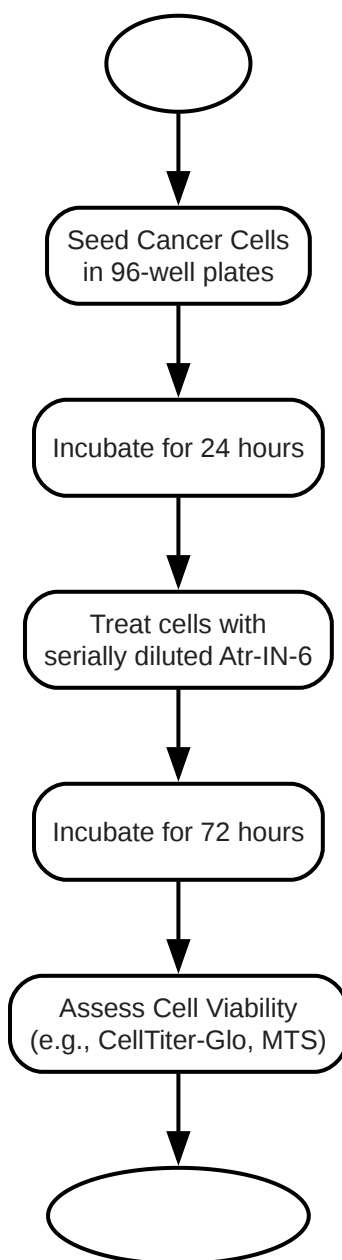 Seed Cancer Cells
in 96-well plates
Incubate for 24 hours
Treat cells with
serially diluted Atr-IN-6
Incubate for 72 hours
Assess Cell Viability
(e.g., CellTiter-Glo, MTS)